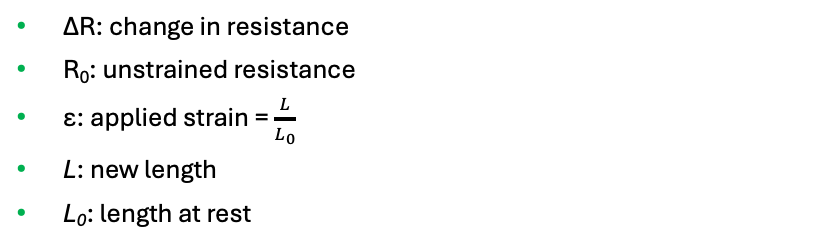 • ΔR: change in resistance
• R₀: unstrained resistance
• ε: applied strain = L/L₀
• L: new length
• L₀: length at rest